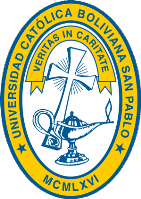 UNIVERSIDAD CATÓLICA BOLIVIANA SAN PABLO
VERITAS IN CARITATE
MCMLXVI